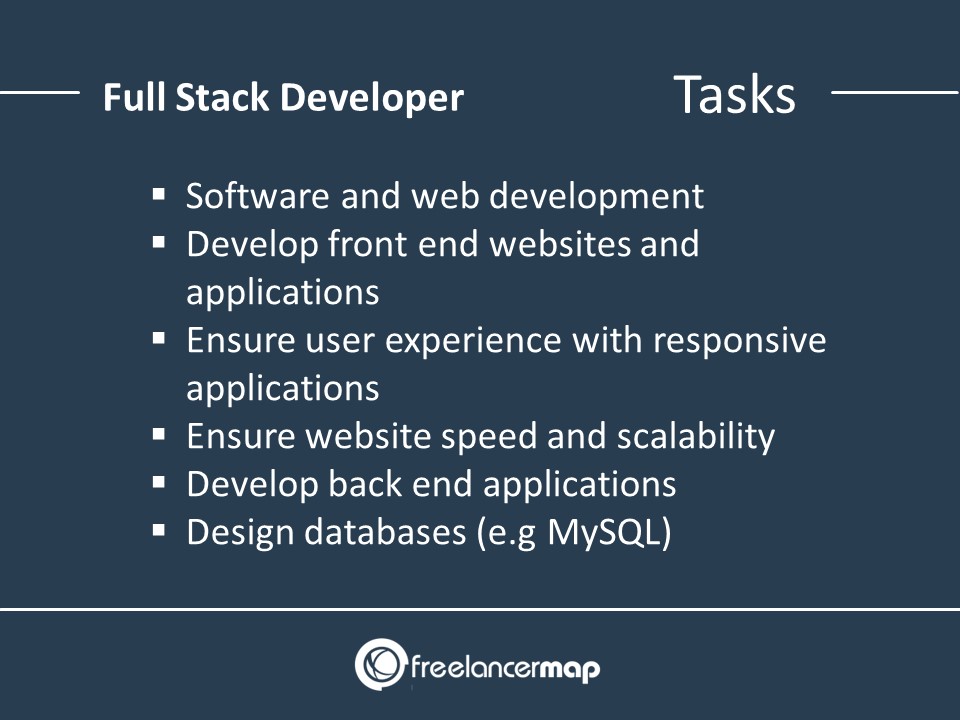 Full Stack Developer
Tasks
▪ Software and web development
▪ Develop front end websites and
applications
▪ Ensure user experience with responsive
applications
▪ Ensure website speed and scalability
▪ Develop back end applications
▪ Design databases (e.g MySQL)
freelancermap